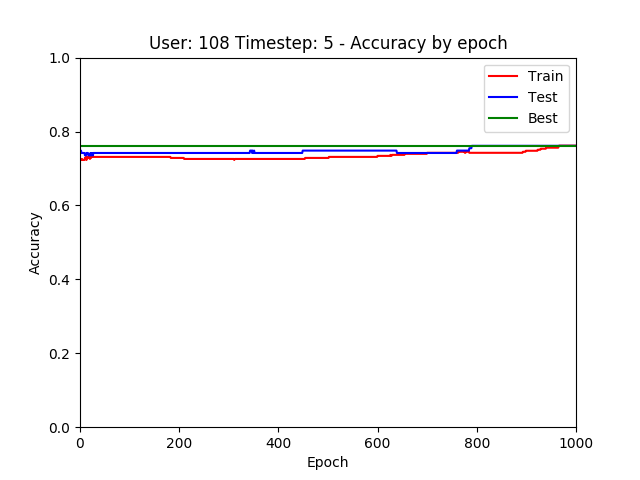 User: 108 Timestep: 5 - Accuracy by epoch
1.0
0.8
0.6
0.4
0.2
0.0
Accuracy
Train
Test
Best
0 200 400 600 800 1000
Epoch